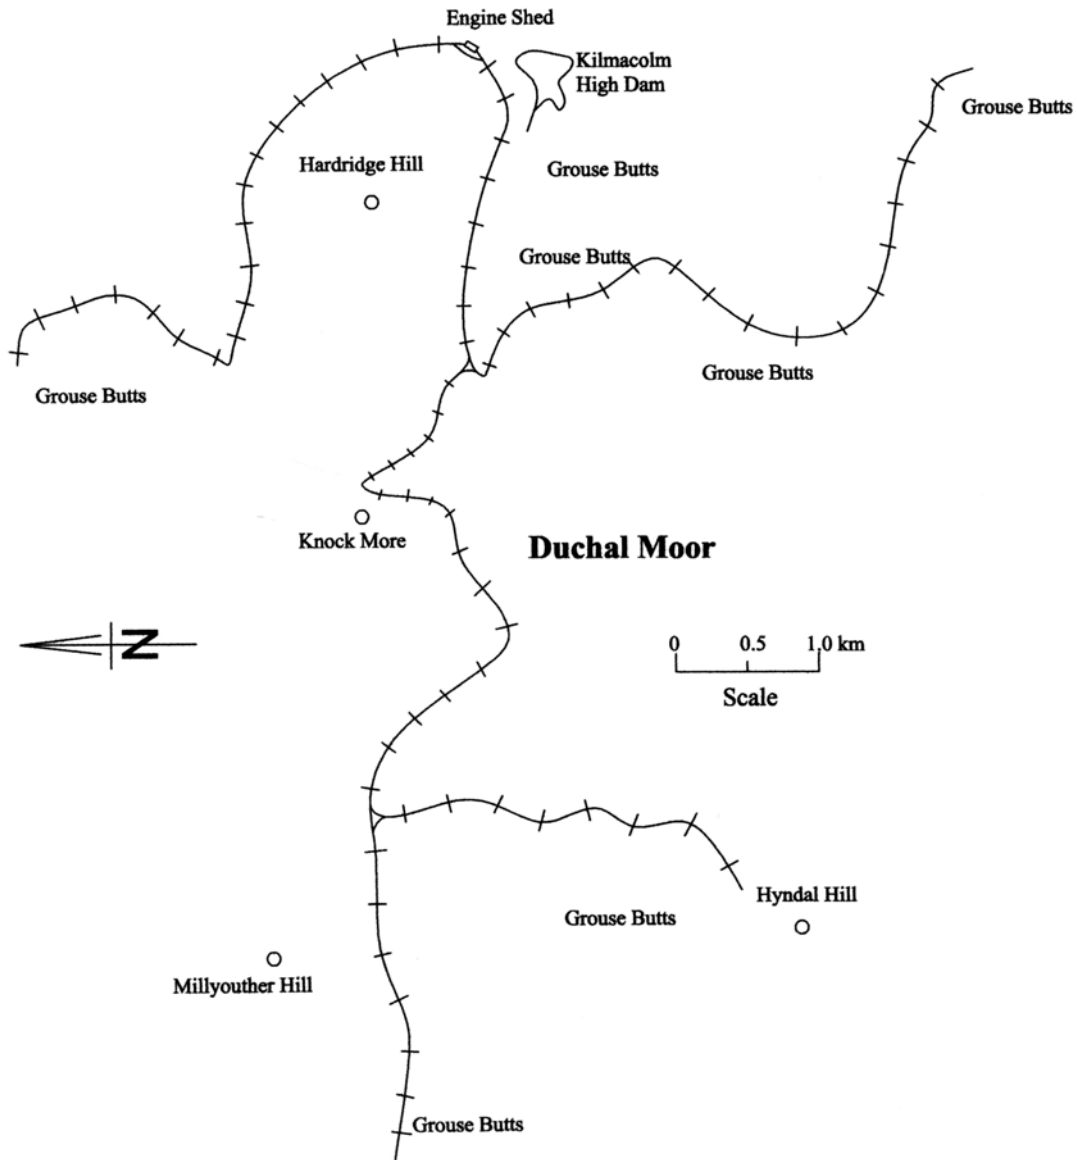 Engine Shed
Kilmacolm
High Dam
Grouse Butts
Hardridge Hill
Grouse Butts
Grouse Butts
Grouse Butts
Grouse Butts
Knock More
Duchal Moor
N
0 0.5 1.0 km
Scale
Hyndal Hill
Grouse Butts
Millyouther Hill
Grouse Butts